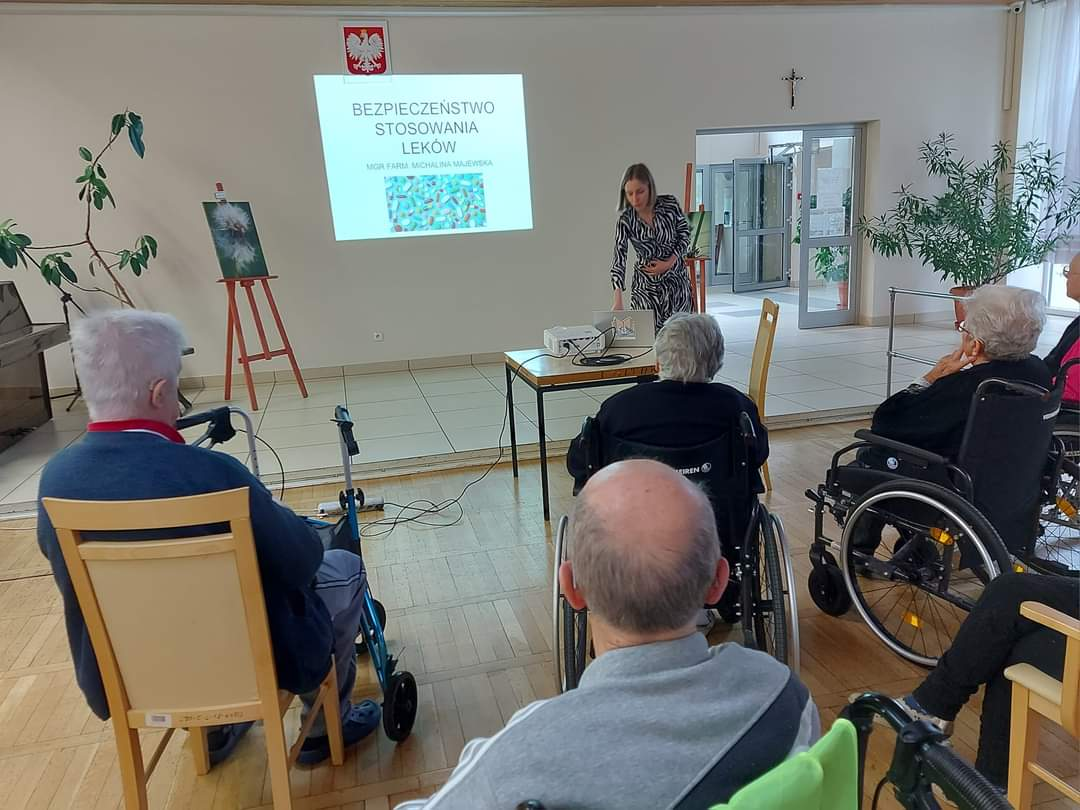 BEZPIECZEŃSTWO
STOSOWANIA
LEKÓW
MGR FARM. MICHALINA MAJEWSKA